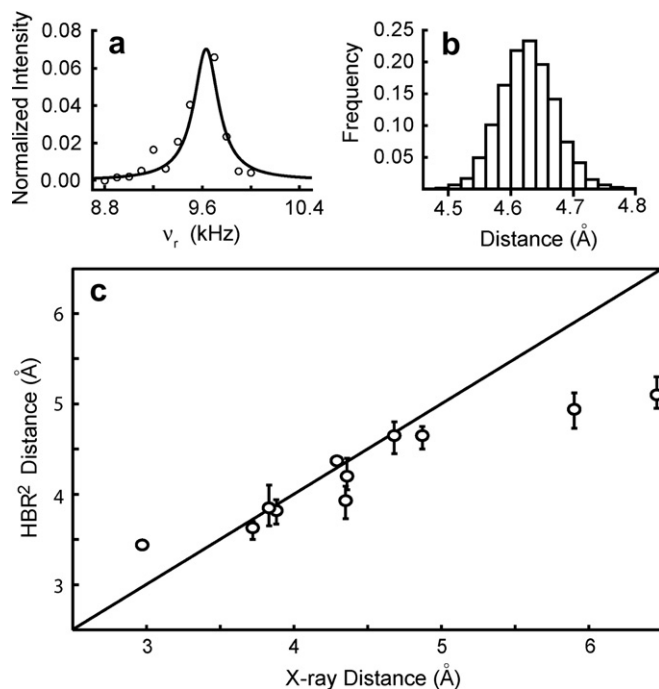 a
Normalized Intensity
0.08
0.06
0.04
0.02
0.00
8.8 9.6 10.4
νr (kHz)
b
Frequency
0.25
0.20
0.15
0.10
0.05
4.5 4.6 4.7 4.8
Distance (Å)
c
HBR² Distance (Å)
6
5
4
3
3 4 5 6
X-ray Distance (Å)